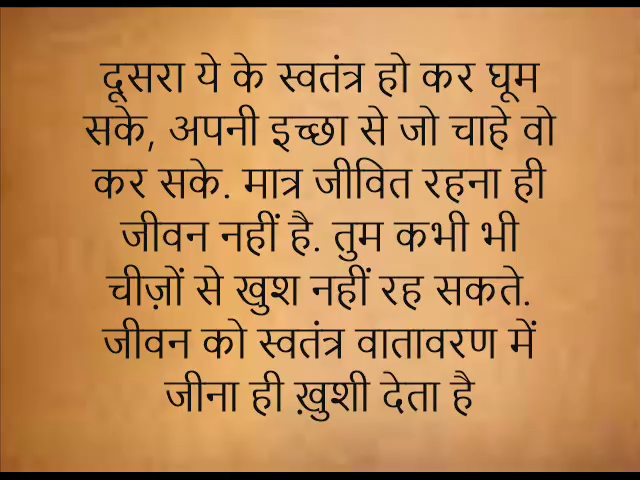 दूसरा ये के स्वतंत्र हो कर घूम
सके, अपनी इच्छा से जो चाहे वो
कर सके. मात्र जीवित रहना ही
जीवन नहीं है. तुम कभी भी
चीज़ों से खुश नहीं रह सकते.
जीवन को स्वतंत्र वातावरण में
जीना ही ख़ुशी देता है